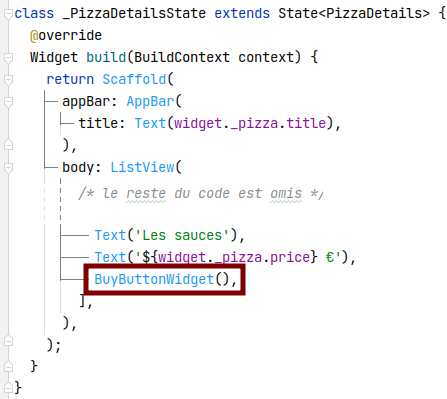 class _PizzaDetailsState extends State<PizzaDetails> {
@override
Widget build(BuildContext context) {
return Scaffold(
appBar: AppBar(
title: Text(widget._pizza.title),
),
body: ListView(
/* le reste du code est omis */
Text('Les sauces'),
Text('${widget._pizza.price} €'),
BuyButtonWidget(),
],
),
);
}
}